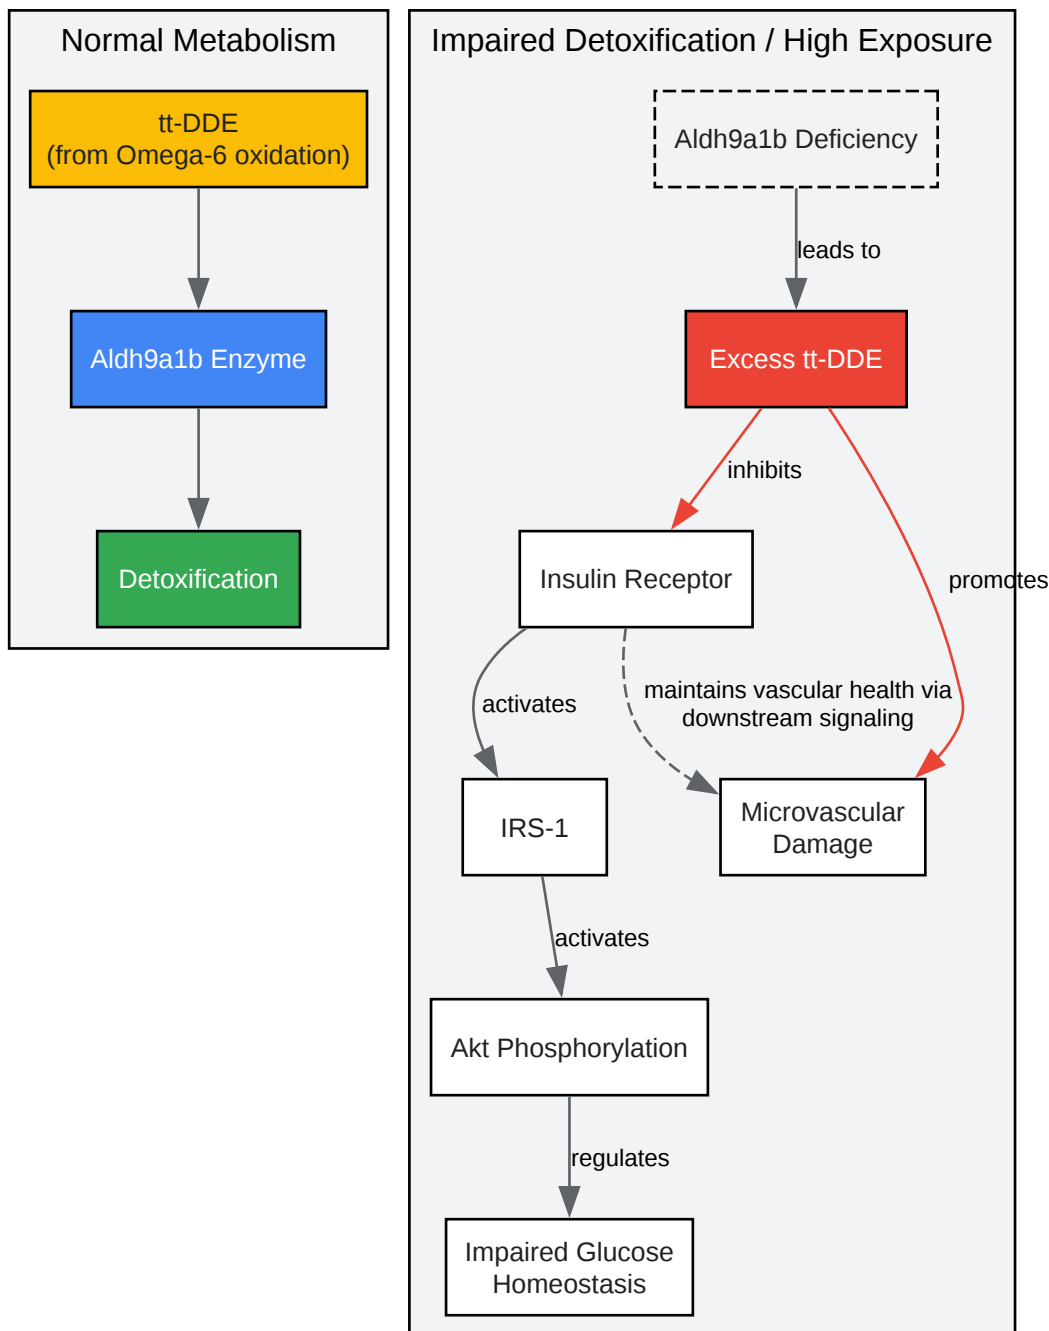 Normal Metabolism
tt-DDE
(from Omega-6 oxidation)
Aldh9a1b Enzyme
Detoxification
Impaired Detoxification / High Exposure
Aldh9a1b Deficiency
leads to
Excess tt-DDE
inhibits
promotes
Insulin Receptor
activates
maintains vascular health via
downstream signaling
IRS-1
Microvascular
Damage
activates
Akt Phosphorylation
regulates
Impaired Glucose
Homeostasis